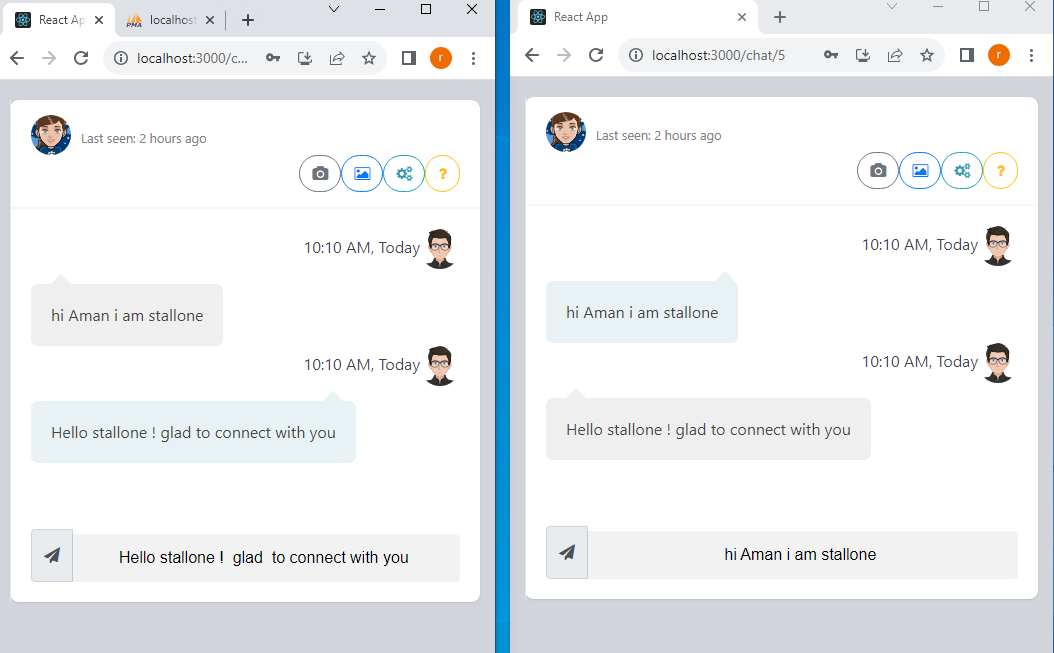 React Ap
localhost
localhost:3000/c...
r
Last seen: 2 hours ago
?
10:10 AM, Today
hi Aman i am stallone
10:10 AM, Today
Hello stallone ! glad to connect with you
Hello stallone !  glad  to connect with you
React App
localhost:3000/chat/5
r
Last seen: 2 hours ago
?
10:10 AM, Today
hi Aman i am stallone
10:10 AM, Today
Hello stallone ! glad to connect with you
hi Aman i am stallone